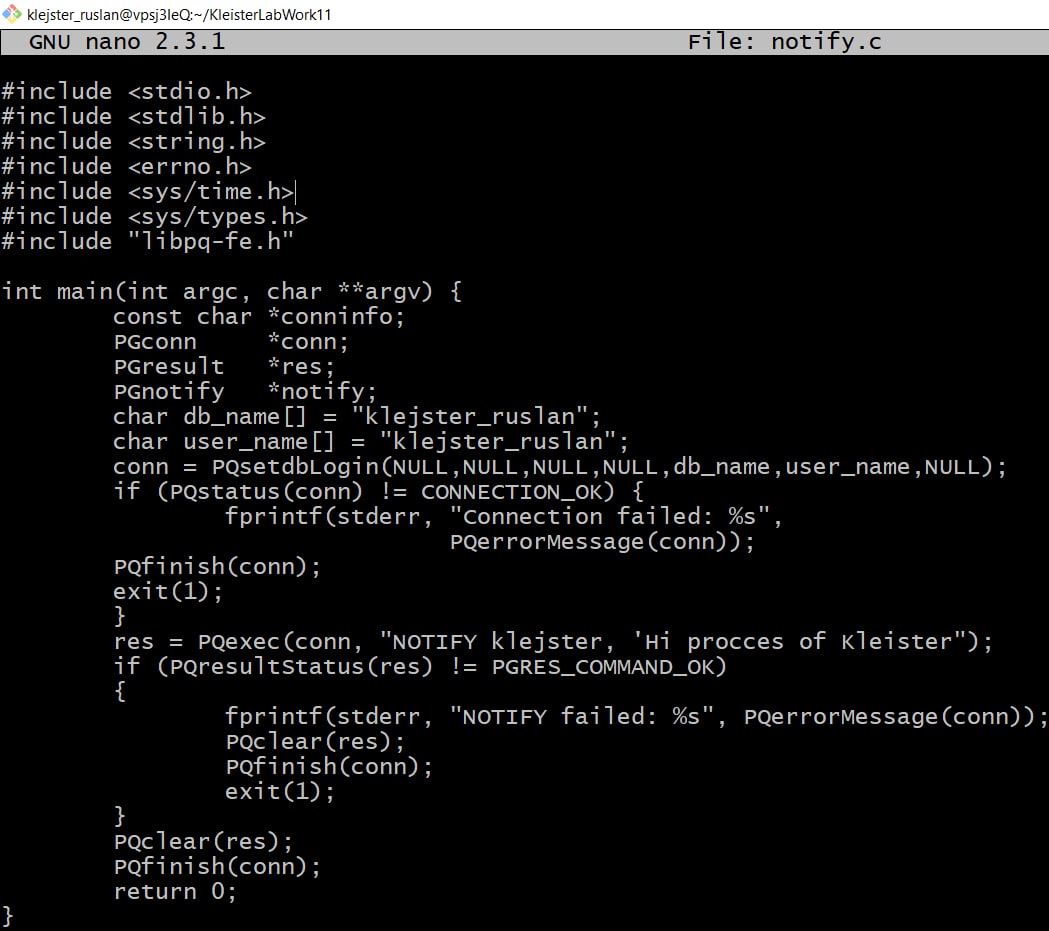 klejster_ruslan@vpsj3IeQ:~/KleisterLabWork11
GNU nano 2.3.1 File: notify.c
#include <stdio.h>
#include <stdlib.h>
#include <string.h>
#include <errno.h>
#include <sys/time.h>
#include <sys/types.h>
#include "libpq-fe.h"
int main(int argc, char **argv) {
        const char *conninfo;
        PGconn     *conn;
        PGresult   *res;
        PGnotify   *notify;
        char db_name[] = "klejster_ruslan";
        char user_name[] = "klejster_ruslan";
        conn = PQsetdbLogin(NULL,NULL,NULL,NULL,db_name,user_name,NULL);
        if (PQstatus(conn) != CONNECTION_OK) {
                fprintf(stderr, "Connection failed: %s",
                                PQerrorMessage(conn));
        PQfinish(conn);
        exit(1);
        }
        res = PQexec(conn, "NOTIFY klejster, 'Hi procces of Kleister");
        if (PQresultStatus(res) != PGRES_COMMAND_OK)
        {
                fprintf(stderr, "NOTIFY failed: %s", PQerrorMessage(conn));
                PQclear(res);
                PQfinish(conn);
                exit(1);
        }
        PQclear(res);
        PQfinish(conn);
        return 0;
}